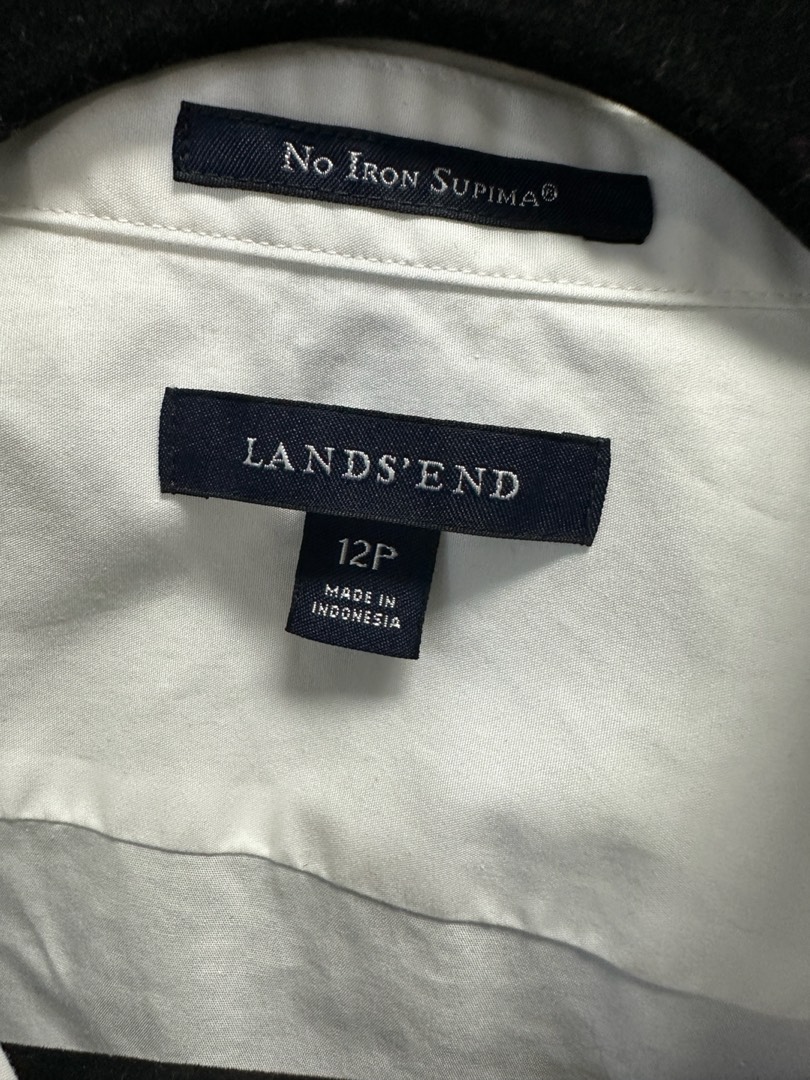 No Iron Supima®
LANDS'END
12P
MADE IN
INDONESIA